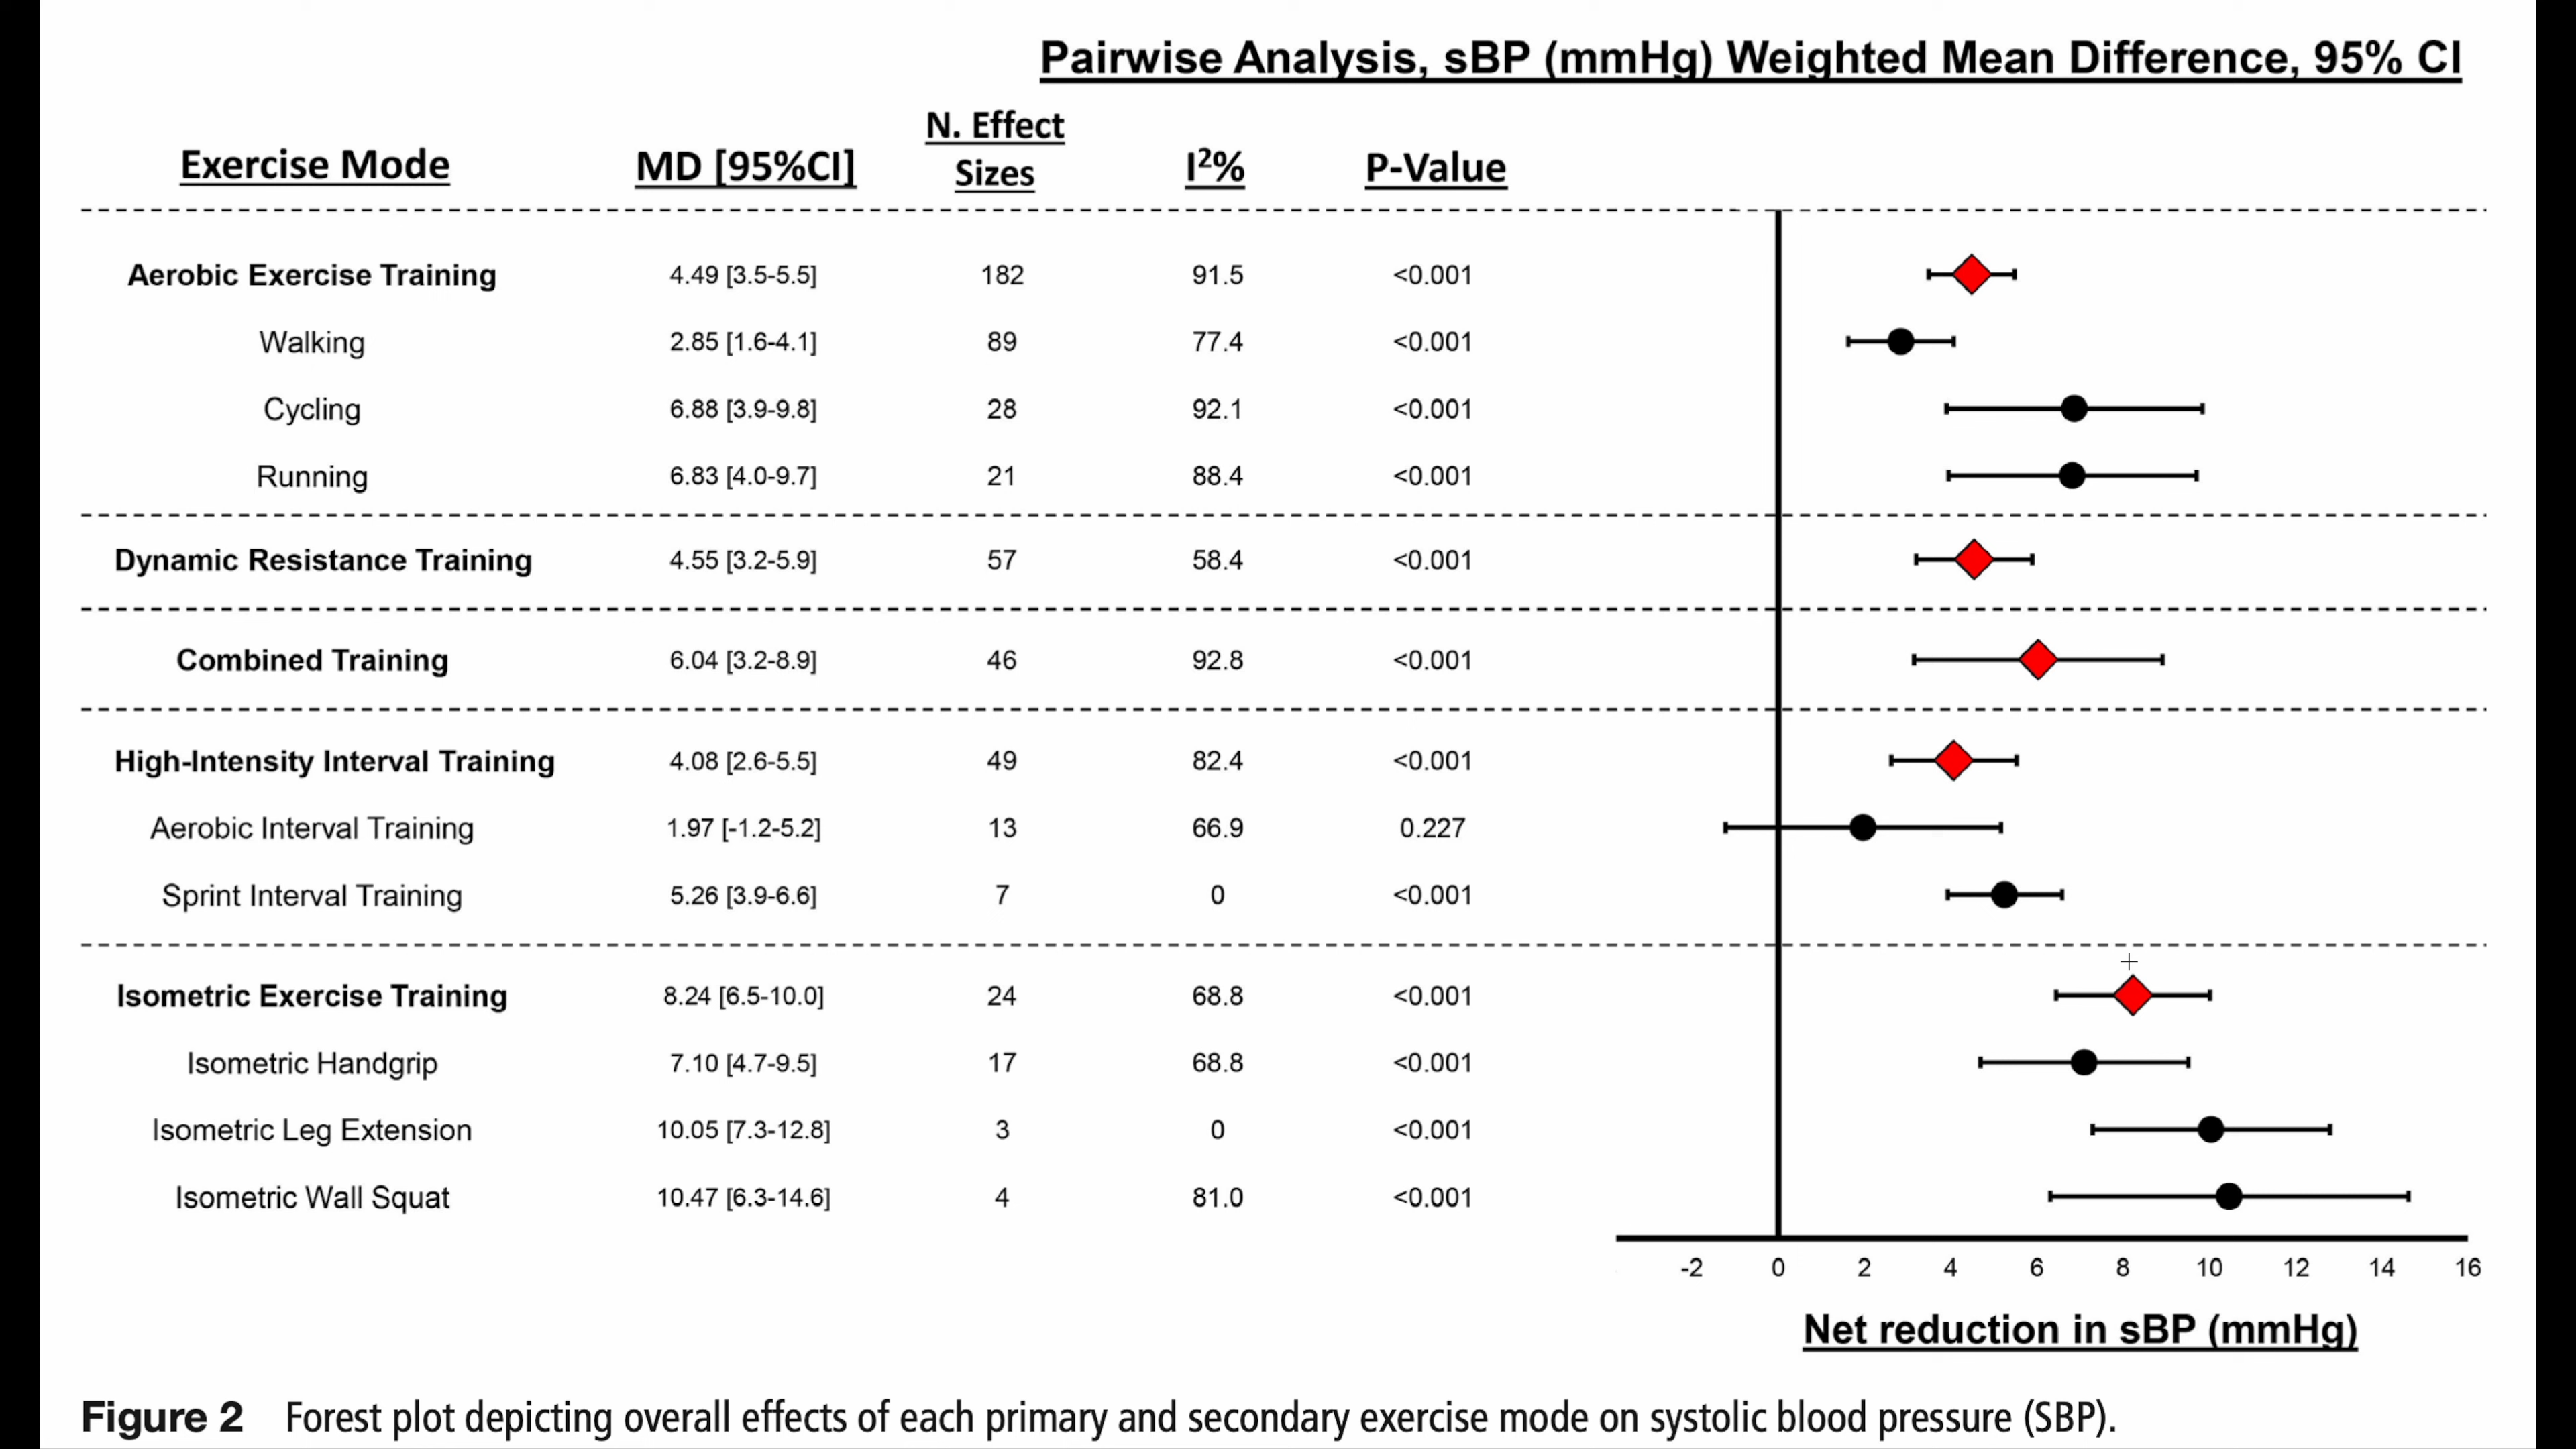 Pairwise Analysis, sBP (mmHg) Weighted Mean Difference, 95% CI
Exercise Mode MD [95%CI] N. Effect Sizes I²% P-Value
Aerobic Exercise Training 4.49 [3.5-5.5] 182 91.5 <0.001
Walking 2.85 [1.6-4.1] 89 77.4 <0.001
Cycling 6.88 [3.9-9.8] 28 92.1 <0.001
Running 6.83 [4.0-9.7] 21 88.4 <0.001
Dynamic Resistance Training 4.55 [3.2-5.9] 57 58.4 <0.001
Combined Training 6.04 [3.2-8.9] 46 92.8 <0.001
High-Intensity Interval Training 4.08 [2.6-5.5] 49 82.4 <0.001
Aerobic Interval Training 1.97 [-1.2-5.2] 13 66.9 0.227
Sprint Interval Training 5.26 [3.9-6.6] 7 0 <0.001
Isometric Exercise Training 8.24 [6.5-10.0] 24 68.8 <0.001
Isometric Handgrip 7.10 [4.7-9.5] 17 68.8 <0.001
Isometric Leg Extension 10.05 [7.3-12.8] 3 0 <0.001
Isometric Wall Squat 10.47 [6.3-14.6] 4 81.0 <0.001
-2 0 2 4 6 8 10 12 14 16
Net reduction in sBP (mmHg)
Figure 2 Forest plot depicting overall effects of each primary and secondary exercise mode on systolic blood pressure (SBP).